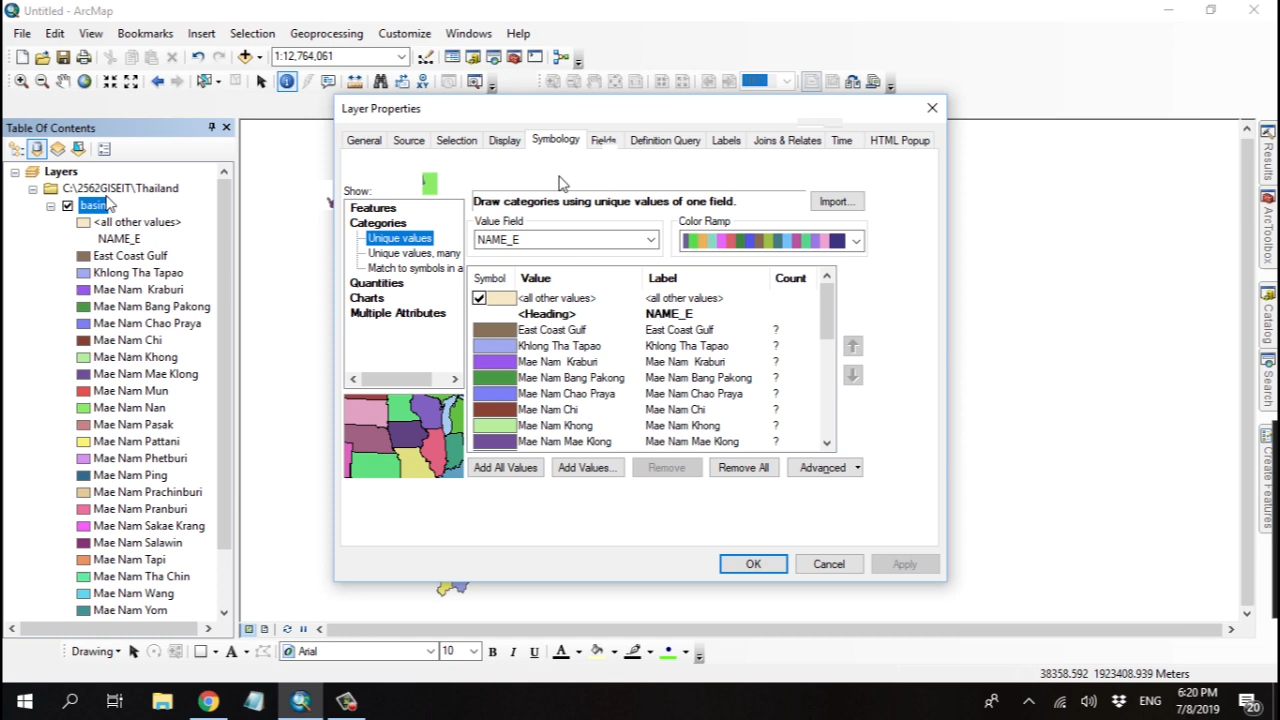 Untitled - ArcMap
File Edit View Bookmarks Insert Selection Geoprocessing Customize Windows Help
1:12,764,061
Table Of Contents
Layers
C:\2562GISEIT\Thailand
basin
<all other values>
NAME_E
East Coast Gulf
Khlong Tha Tapao
Mae Nam  Kraburi
Mae Nam Bang Pakong
Mae Nam Chao Praya
Mae Nam Chi
Mae Nam Khong
Mae Nam Mae Klong
Mae Nam Mun
Mae Nam Nan
Mae Nam Pasak
Mae Nam Pattani
Mae Nam Phetburi
Mae Nam Ping
Mae Nam Prachinburi
Mae Nam Pranburi
Mae Nam Sakae Krang
Mae Nam Salawin
Mae Nam Tapi
Mae Nam Tha Chin
Mae Nam Wang
Mae Nam Yom
Layer Properties
General Source Selection Display Symbology Fields Definition Query Labels Joins & Relates Time HTML Popup
Show:
Features
Categories
Unique values
Unique values, many
Match to symbols in a
Quantities
Charts
Multiple Attributes
Draw categories using unique values of one field.
Import...
Value Field
NAME_E
Color Ramp
Symbol Value Label Count
<all other values> <all other values>
<Heading> NAME_E
East Coast Gulf East Coast Gulf ?
Khlong Tha Tapao Khlong Tha Tapao ?
Mae Nam  Kraburi Mae Nam  Kraburi ?
Mae Nam Bang Pakong Mae Nam Bang Pakong ?
Mae Nam Chao Praya Mae Nam Chao Praya ?
Mae Nam Chi Mae Nam Chi ?
Mae Nam Khong Mae Nam Khong ?
Mae Nam Mae Klong Mae Nam Mae Klong ?
Add All Values Add Values... Remove Remove All Advanced
OK Cancel Apply
Results
ArcToolbox
Catalog
Search
Create Features
Drawing Arial 10 B I U A
38358.592  1923408.939 Meters
ENG
6:20 PM
7/8/2019
20